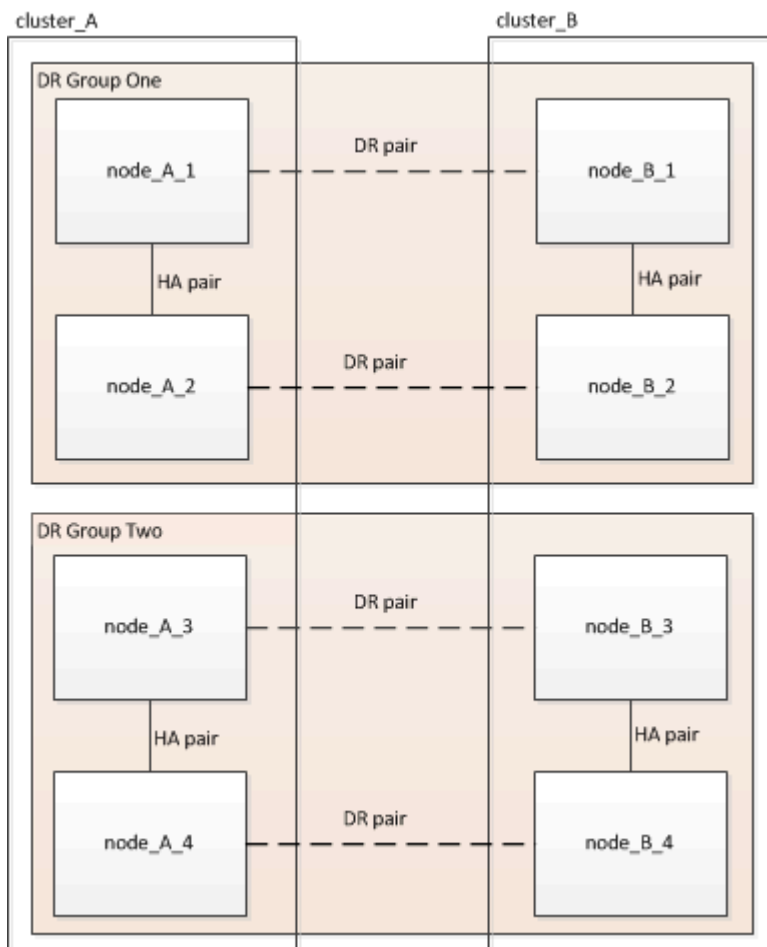 cluster_A
cluster_B
DR Group One
node_A_1
DR pair
node_B_1
HA pair
HA pair
node_A_2
DR pair
node_B_2
DR Group Two
node_A_3
DR pair
node_B_3
HA pair
HA pair
node_A_4
DR pair
node_B_4